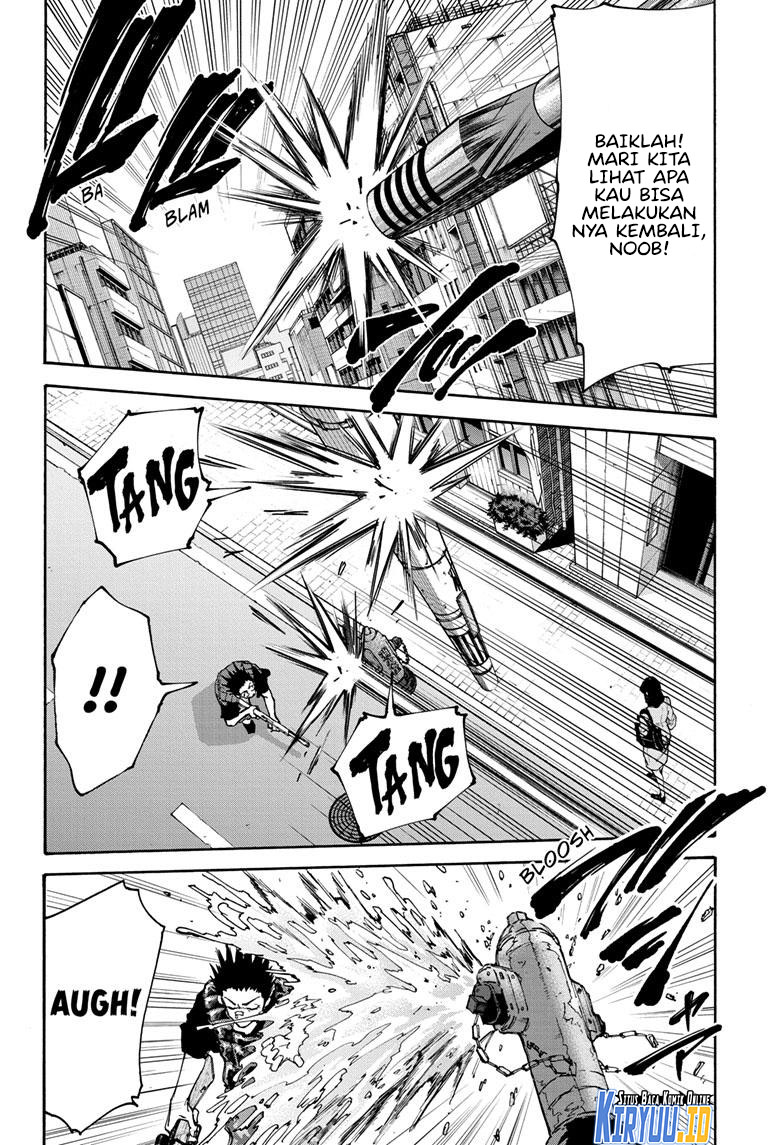 BAIKLAH!
MARI KITA
LIHAT APA
KAU BISA
MELAKUKAN
NYA KEMBALI,
NOOB!
BA
BLAM
TANG
!!
TANG
BLOOSH
AUGH!
SITUS BACA KOMIK ONLINE
KIRYUU.ID